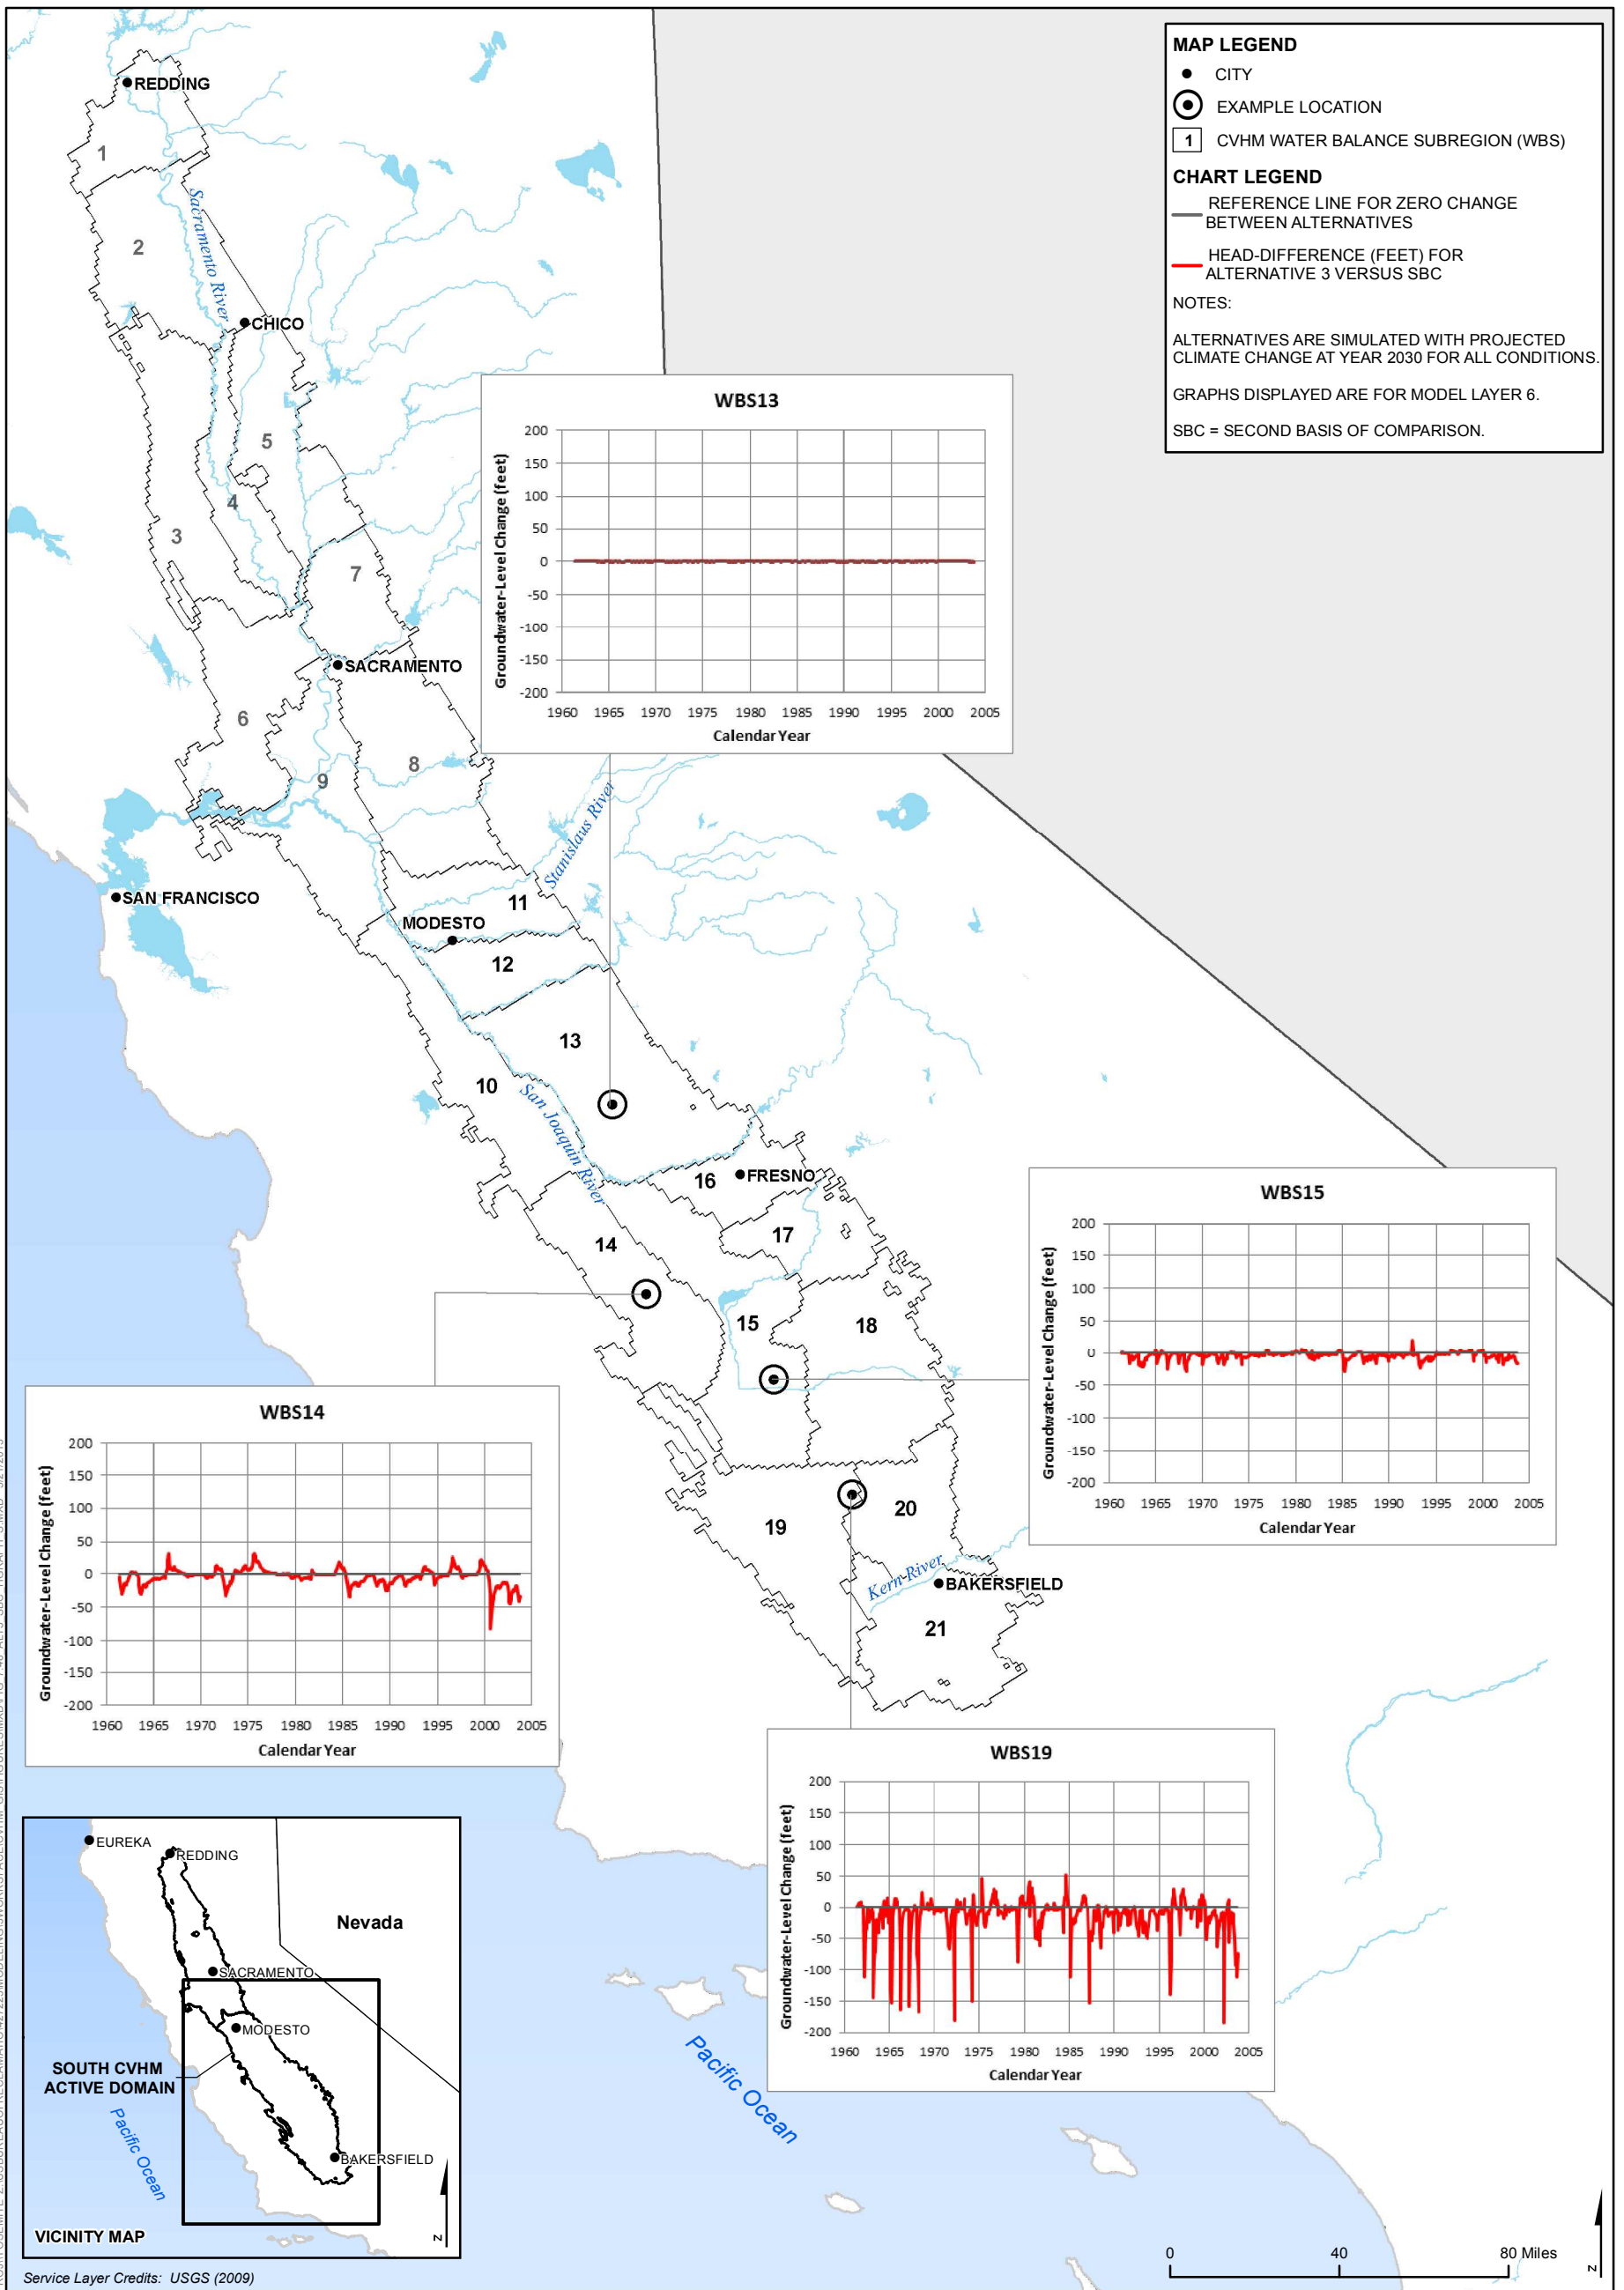 MAP LEGEND
CITY
EXAMPLE LOCATION
1 CVHM WATER BALANCE SUBREGION (WBS)
CHART LEGEND
REFERENCE LINE FOR ZERO CHANGE
BETWEEN ALTERNATIVES
HEAD-DIFFERENCE (FEET) FOR
ALTERNATIVE 3 VERSUS SBC
NOTES:
ALTERNATIVES ARE SIMULATED WITH PROJECTED
CLIMATE CHANGE AT YEAR 2030 FOR ALL CONDITIONS.
GRAPHS DISPLAYED ARE FOR MODEL LAYER 6.
SBC = SECOND BASIS OF COMPARISON.
REDDING
1
2
Sacramento River
CHICO
5
4
3
7
SACRAMENTO
6
8
9
Stanislaus River
SAN FRANCISCO
11
MODESTO
12
13
10
San Joaquin River
16
FRESNO
17
14
15
18
19
20
Kern River
BAKERSFIELD
21
WBS13
Groundwater-Level Change (feet)
200
150
100
50
0
-50
-100
-150
-200
1960 1965 1970 1975 1980 1985 1990 1995 2000 2005
Calendar Year
WBS15
Groundwater-Level Change (feet)
200
150
100
50
0
-50
-100
-150
-200
1960 1965 1970 1975 1980 1985 1990 1995 2000 2005
Calendar Year
WBS14
Groundwater-Level Change (feet)
200
150
100
50
0
-50
-100
-150
-200
1960 1965 1970 1975 1980 1985 1990 1995 2000 2005
Calendar Year
WBS19
Groundwater-Level Change (feet)
200
150
100
50
0
-50
-100
-150
-200
1960 1965 1970 1975 1980 1985 1990 1995 2000 2005
Calendar Year
EUREKA
REDDING
Nevada
SACRAMENTO
MODESTO
SOUTH CVHM
ACTIVE DOMAIN
Pacific Ocean
BAKERSFIELD
VICINITY MAP
N
Pacific Ocean
0 40 80 Miles
N
Service Layer Credits: USGS (2009)